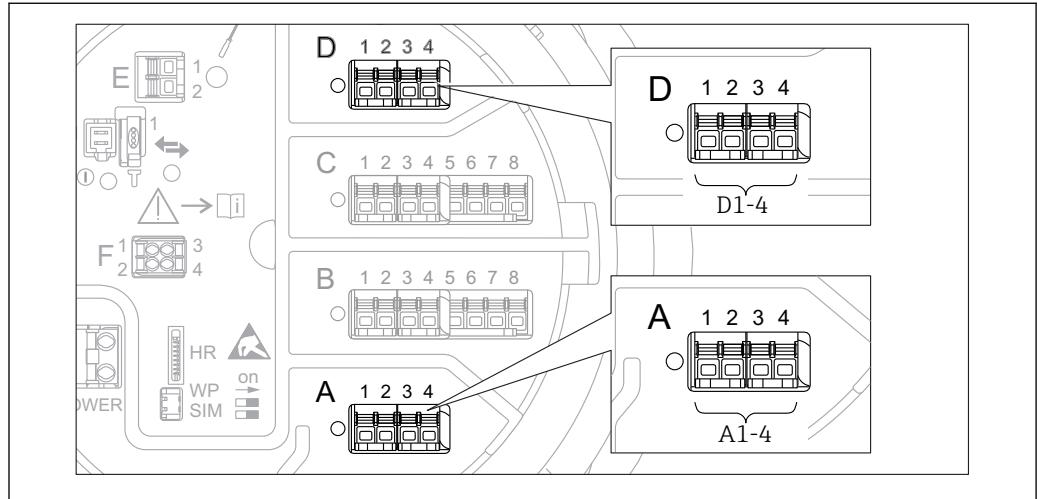 D 1 2 3 4
E 1
2
1
D 1 2 3 4
D1-4
C 1 2 3 4 5 6 7 8
i
F 1 3
2 4
B 1 2 3 4 5 6 7 8
A 1 2 3 4
A1-4
HR
on
WP
SIM
OWER
A 1 2 3 4